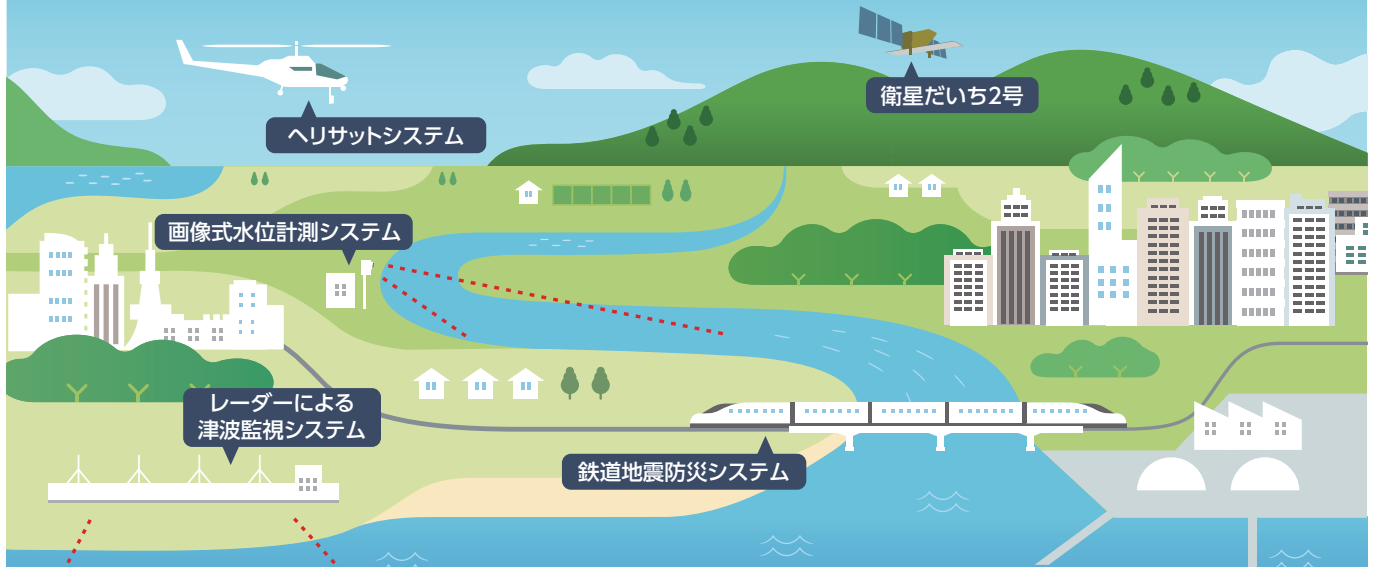 衛星だいち2号
ヘリサットシステム
画像式水位計測システム
レーダーによる
津波監視システム
鉄道地震防災システム